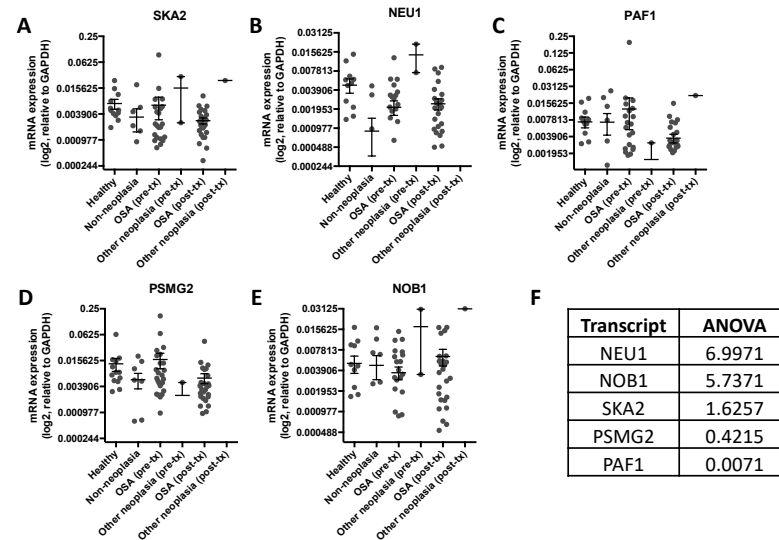 A
SKA2
mRNA expression
(log2, relative to GAPDH)
0.25
0.0625
0.015625
0.003906
0.000977
0.000244
Healthy
Non-neoplasia
OSA (pre-tx)
Other neoplasia (pre-tx)
OSA (post-tx)
Other neoplasia (post-tx)
B
NEU1
mRNA expression
(log2, relative to GAPDH)
0.03125
0.015625
0.007813
0.003906
0.001953
0.000977
0.000488
0.000244
Healthy
Non-neoplasia
OSA (pre-tx)
Other neoplasia (pre-tx)
OSA (post-tx)
Other neoplasia (post-tx)
C
PAF1
mRNA expression
(log2, relative to GAPDH)
0.25
0.125
0.0625
0.03125
0.015625
0.007813
0.003906
0.001953
Healthy
Non-neoplasia
OSA (pre-tx)
Other neoplasia (pre-tx)
OSA (post-tx)
Other neoplasia (post-tx)
D
PSMG2
mRNA expression
(log2, relative to GAPDH)
0.25
0.0625
0.015625
0.003906
0.000977
0.000244
Healthy
Non-neoplasia
OSA (pre-tx)
Other neoplasia (pre-tx)
OSA (post-tx)
Other neoplasia (post-tx)
E
NOB1
mRNA expression
(log2, relative to GAPDH)
0.03125
0.015625
0.007813
0.003906
0.001953
0.000977
0.000488
Healthy
Non-neoplasia
OSA (pre-tx)
Other neoplasia (pre-tx)
OSA (post-tx)
Other neoplasia (post-tx)
F
Transcript ANOVA
NEU1 6.9971
NOB1 5.7371
SKA2 1.6257
PSMG2 0.4215
PAF1 0.0071